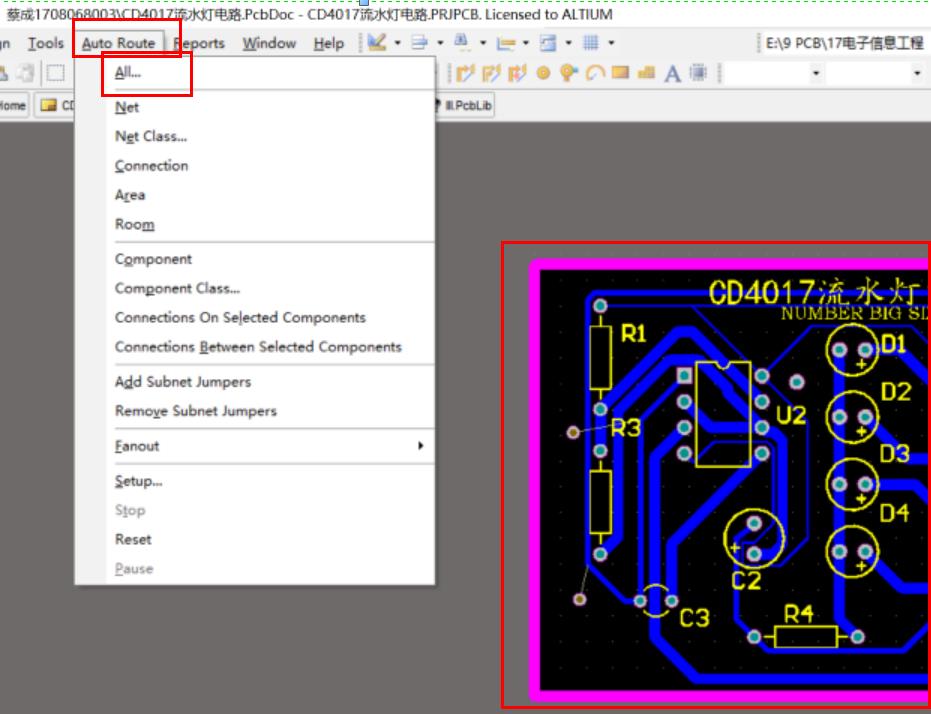 蔡成1708068003\CD4017流水灯电路.PcbDoc - CD4017流水灯电路.PRJPCB. Licensed to ALTIUM
gn Tools Auto Route Reports Window Help E:\9 PCB\17电子信息工程
All...
Home CD III.PcbLib
Net
Net Class...
Connection
Area
Room
Component
Component Class...
Connections On Selected Components
Connections Between Selected Components
Add Subnet Jumpers
Remove Subnet Jumpers
Fanout
Setup...
Stop
Reset
Pause
CD4017流水灯
NUMBER BIG SI
R1
D1
D2
U2
R3
D3
D4
C2
C3
R4